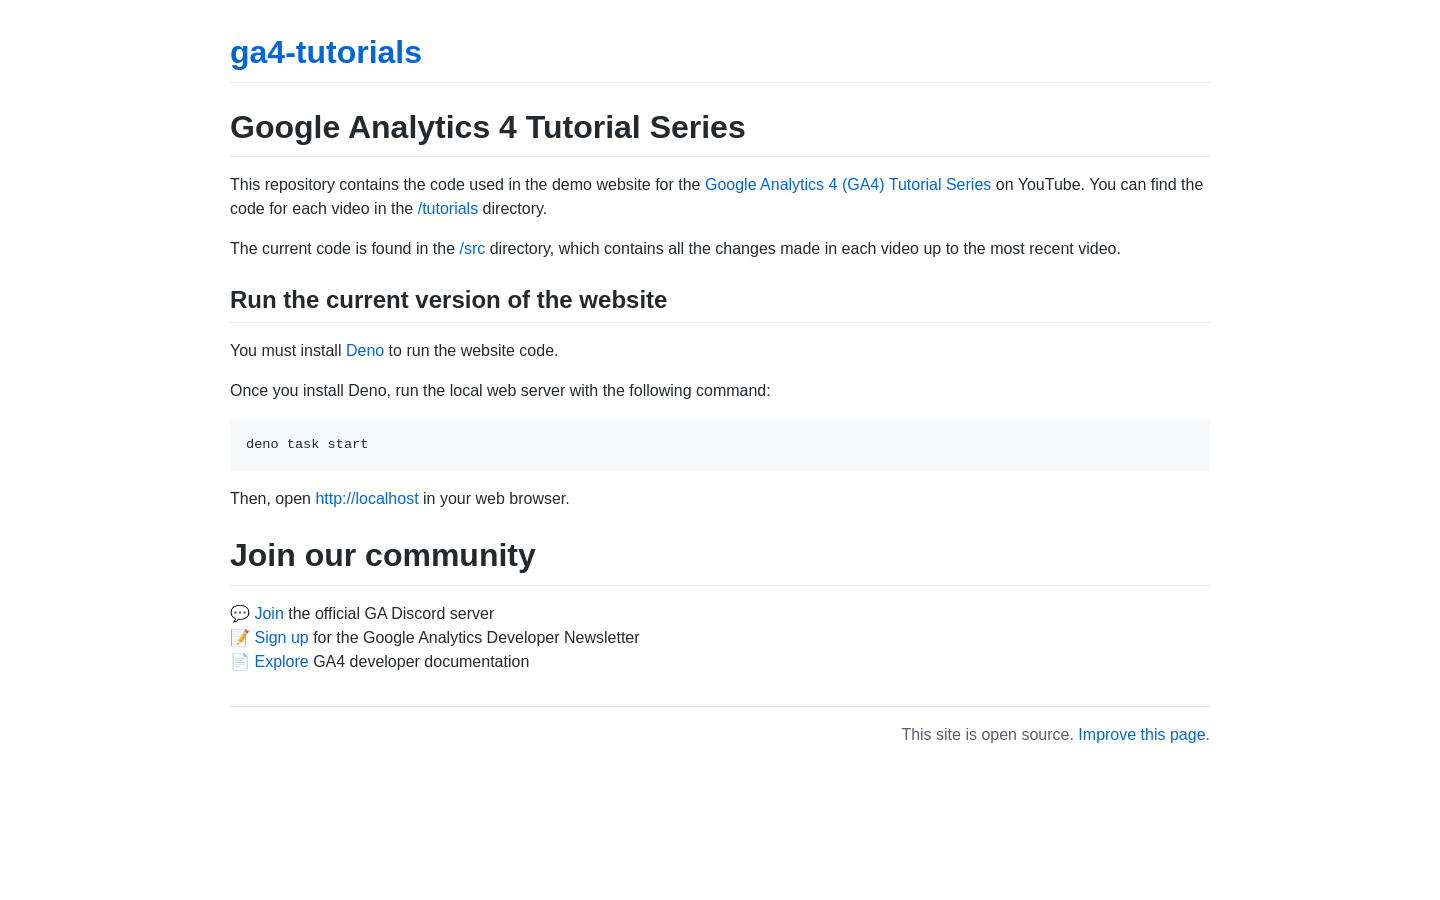 ga4-tutorials
Google Analytics 4 Tutorial Series
This repository contains the code used in the demo website for the Google Analytics 4 (GA4) Tutorial Series on YouTube. You can find the
code for each video in the /tutorials directory.
The current code is found in the /src directory, which contains all the changes made in each video up to the most recent video.
Run the current version of the website
You must install Deno to run the website code.
Once you install Deno, run the local web server with the following command:
deno task start
Then, open http://localhost in your web browser.
Join our community
💬 Join the official GA Discord server
📝 Sign up for the Google Analytics Developer Newsletter
📄 Explore GA4 developer documentation
This site is open source. Improve this page.